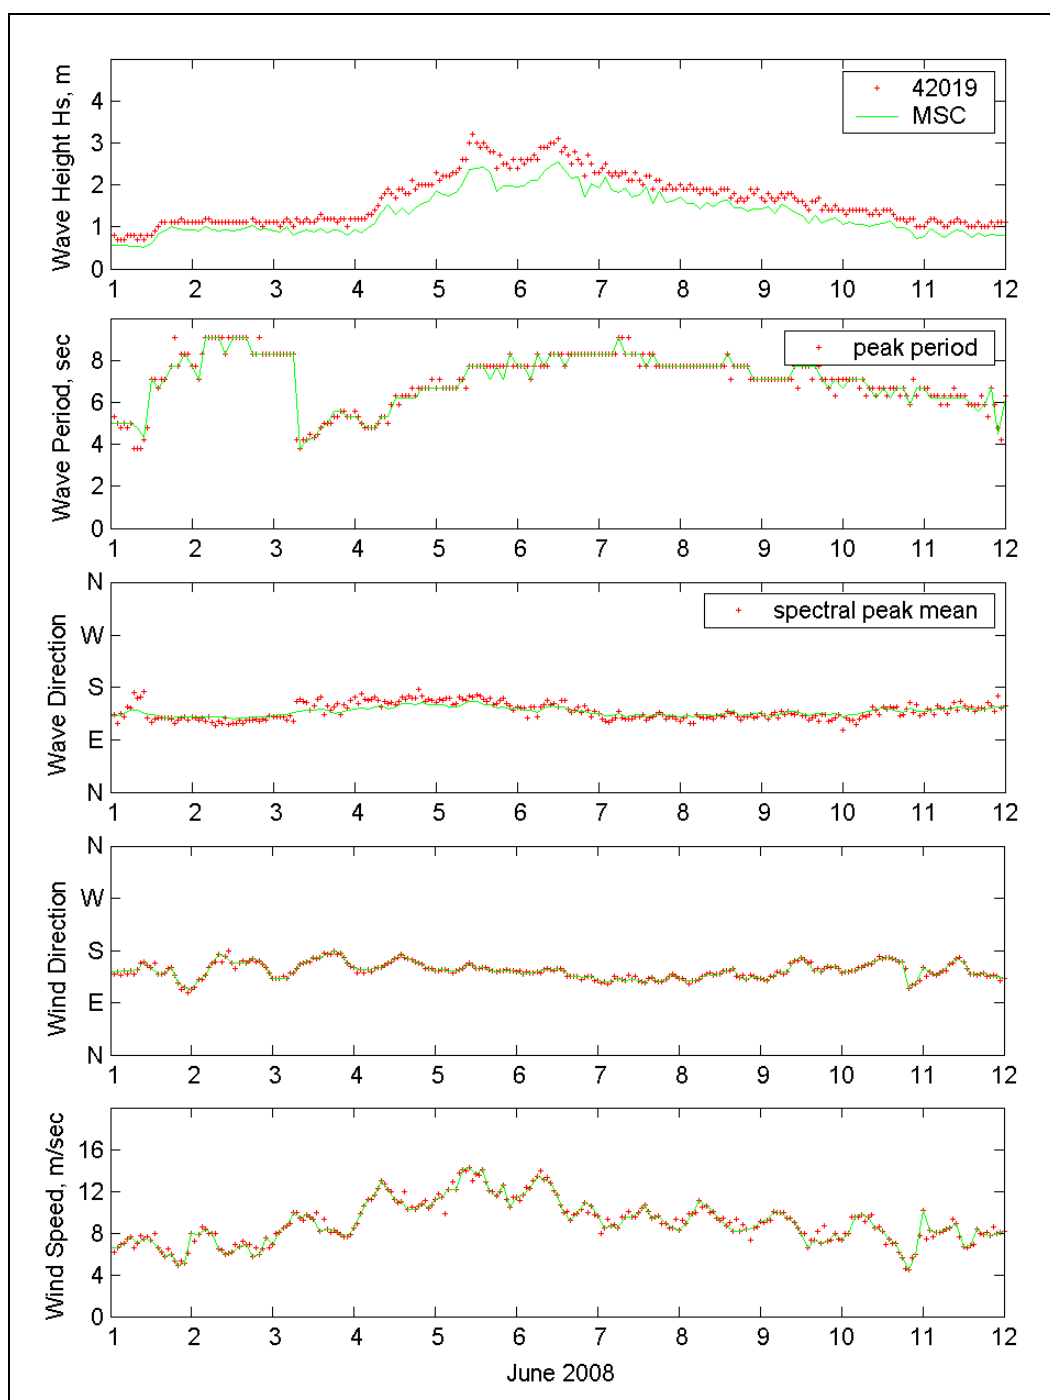 Wave Height Hs, m
4
3
2
1
0
42019
MSC
1 2 3 4 5 6 7 8 9 10 11 12
Wave Period, sec
8
6
4
2
0
peak period
1 2 3 4 5 6 7 8 9 10 11 12
Wave Direction
N
W
S
E
N
spectral peak mean
1 2 3 4 5 6 7 8 9 10 11 12
Wind Direction
N
W
S
E
N
1 2 3 4 5 6 7 8 9 10 11 12
Wind Speed, m/sec
16
12
8
4
0
1 2 3 4 5 6 7 8 9 10 11 12
June 2008